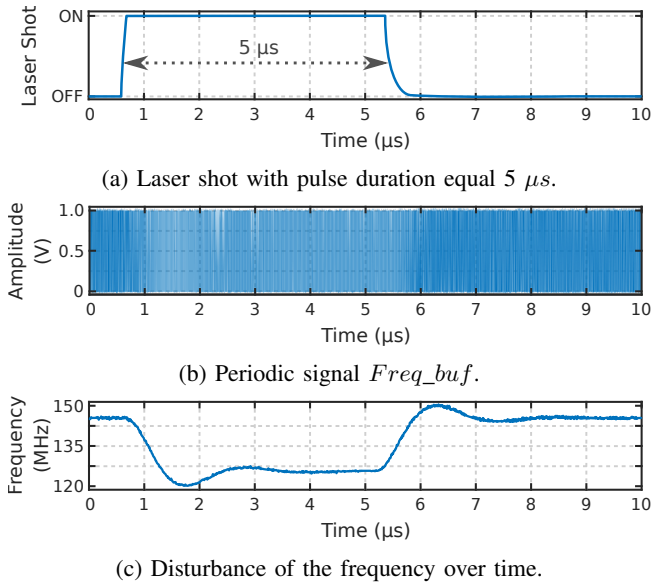 Laser Shot
ON
5 µs
OFF
0 1 2 3 4 5 6 7 8 9 10
Time (µs)
(a) Laser shot with pulse duration equal 5 µs.
Amplitude
(V)
1.0
0.5
0
0 1 2 3 4 5 6 7 8 9 10
Time (µs)
(b) Periodic signal Freq_buf.
Frequency
(MHz)
150
135
120
0 1 2 3 4 5 6 7 8 9 10
Time (µs)
(c) Disturbance of the frequency over time.